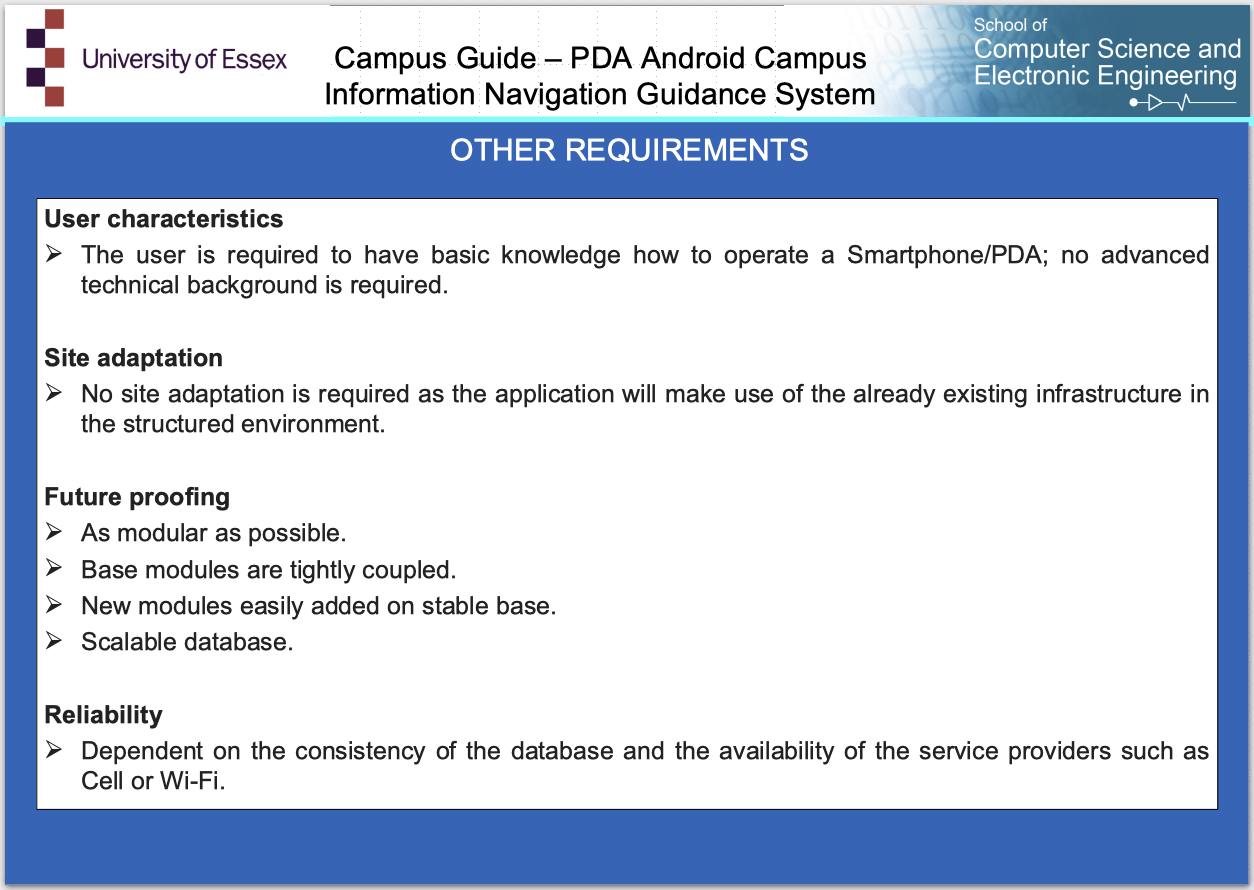 University of Essex
Campus Guide – PDA Android Campus
Information Navigation Guidance System
School of
Computer Science and
Electronic Engineering
OTHER REQUIREMENTS
User characteristics
➢ The user is required to have basic knowledge how to operate a Smartphone/PDA; no advanced
technical background is required.
Site adaptation
➢ No site adaptation is required as the application will make use of the already existing infrastructure in
the structured environment.
Future proofing
➢ As modular as possible.
➢ Base modules are tightly coupled.
➢ New modules easily added on stable base.
➢ Scalable database.
Reliability
➢ Dependent on the consistency of the database and the availability of the service providers such as
Cell or Wi-Fi.